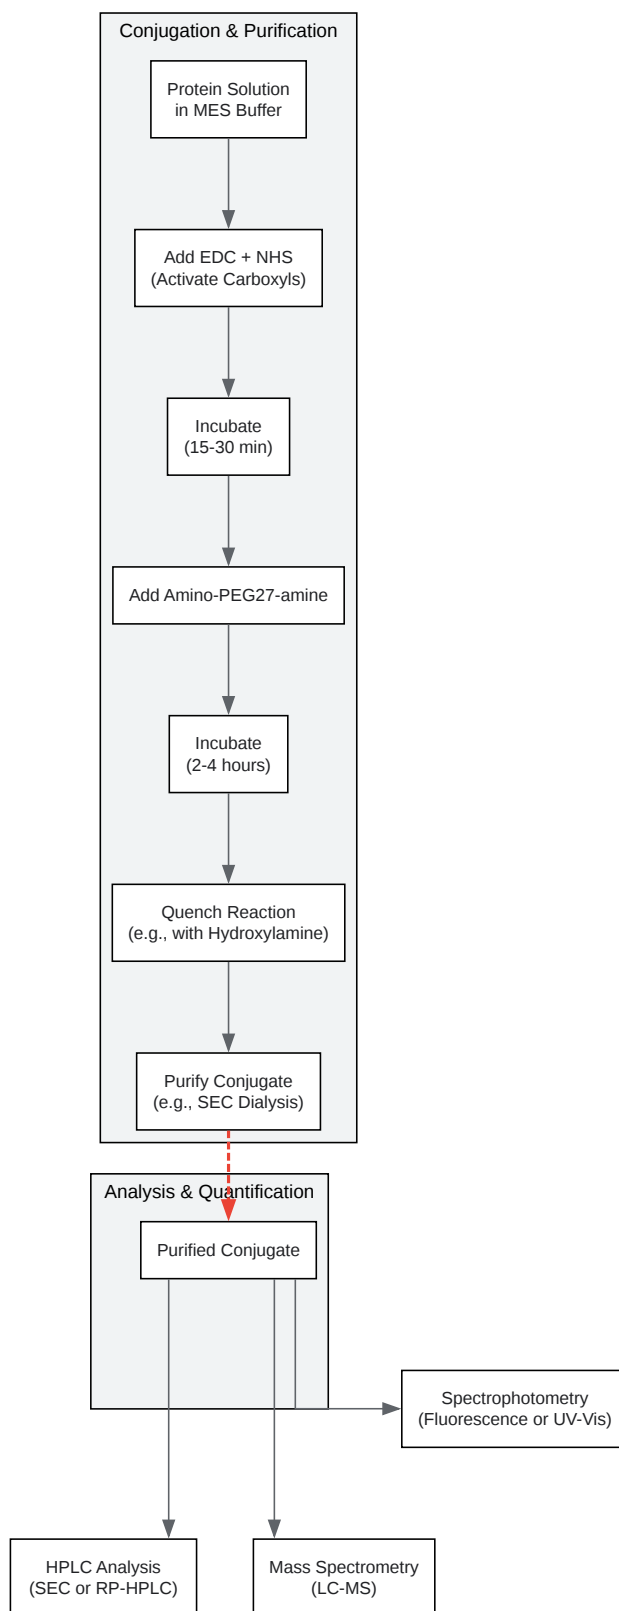 Conjugation & Purification
Protein Solution
in MES Buffer
Add EDC + NHS
(Activate Carboxyls)
Incubate
(15-30 min)
Add Amino-PEG27-amine
Incubate
(2-4 hours)
Quench Reaction
(e.g., with Hydroxylamine)
Purify Conjugate
(e.g., SEC Dialysis)
Analysis & Quantification
Purified Conjugate
Spectrophotometry
(Fluorescence or UV-Vis)
HPLC Analysis
(SEC or RP-HPLC)
Mass Spectrometry
(LC-MS)